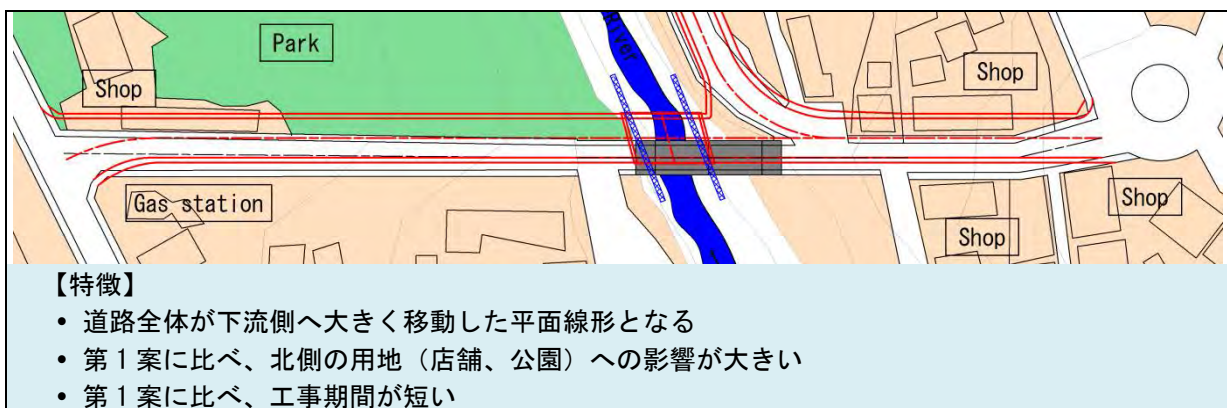 River
Park
Shop
Shop
Gas station
Shop
Shop
【特徴】
• 道路全体が下流側へ大きく移動した平面線形となる
• 第1案に比べ、北側の用地（店舗、公園）への影響が大きい
• 第1案に比べ、工事期間が短い